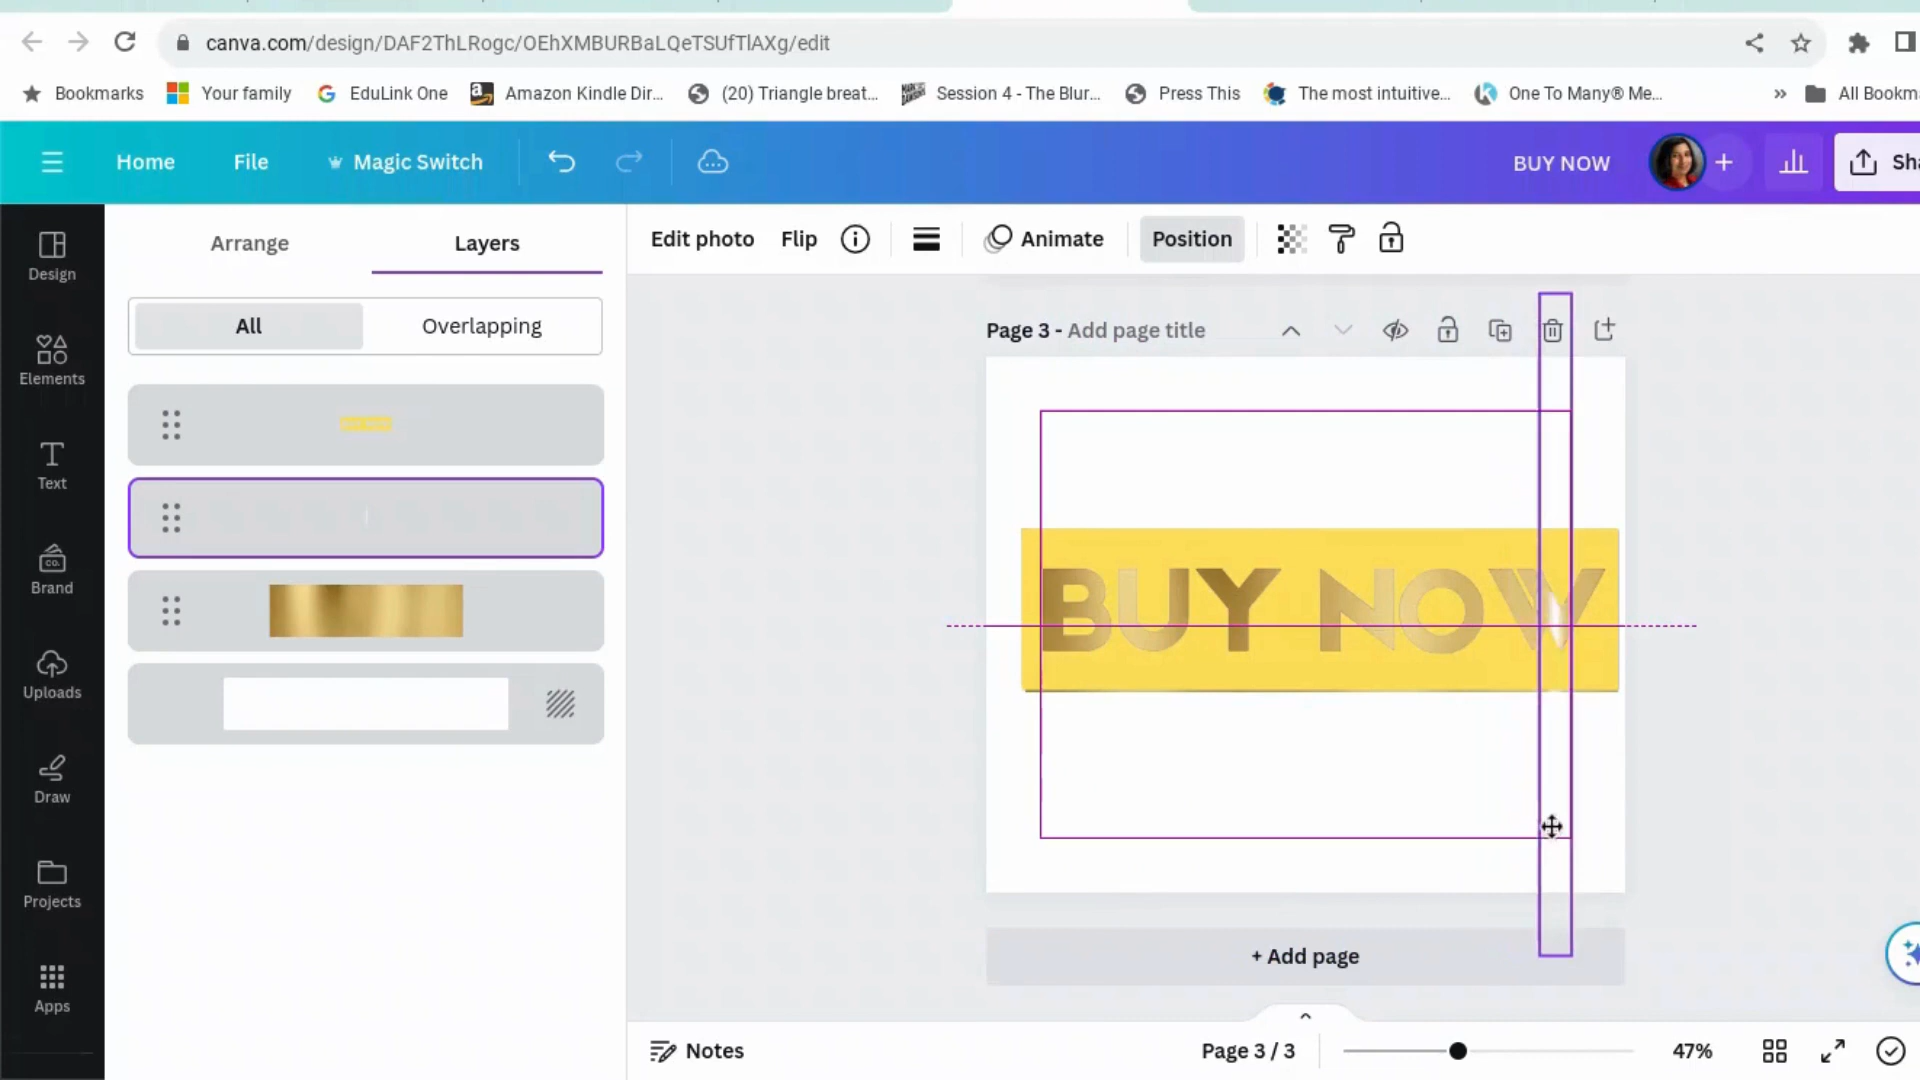 canva.com/design/DAF2ThLRogc/OEhXMBURBaLQeTSUfTlAXg/edit
Bookmarks
Your family
EduLink One
Amazon Kindle Dir...
(20) Triangle breat...
Session 4 - The Blur...
Press This
The most intuitive...
One To Many® Me...
»
All Bookm
Home
File
Magic Switch
BUY NOW
Sha
Design
Elements
Text
Brand
Uploads
Draw
Projects
Apps
Arrange
Layers
All
Overlapping
Edit photo
Flip
Animate
Position
Page 3 - Add page title
BUY NOW
+ Add page
Notes
Page 3 / 3
47%